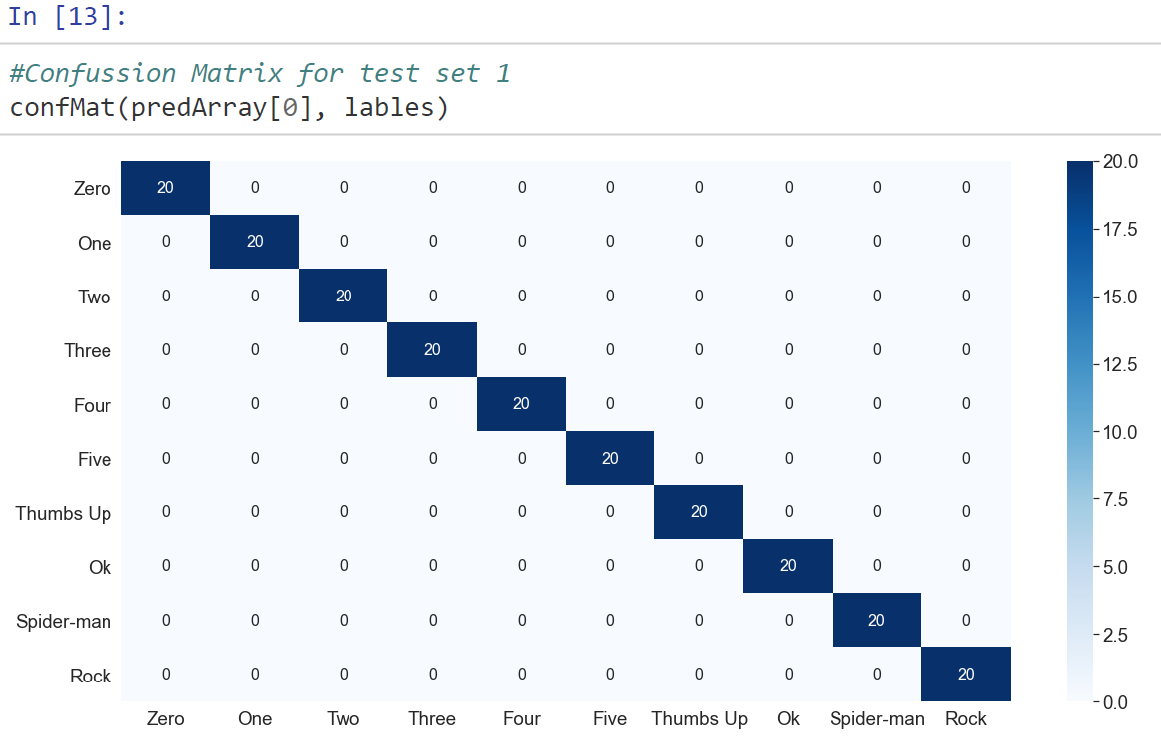 In [13]:
#Confussion Matrix for test set 1
confMat(predArray[0], lables)
Zero 20 0 0 0 0 0 0 0 0 0
One 0 20 0 0 0 0 0 0 0 0
Two 0 0 20 0 0 0 0 0 0 0
Three 0 0 0 20 0 0 0 0 0 0
Four 0 0 0 0 20 0 0 0 0 0
Five 0 0 0 0 0 20 0 0 0 0
Thumbs Up 0 0 0 0 0 0 20 0 0 0
Ok 0 0 0 0 0 0 0 20 0 0
Spider-man 0 0 0 0 0 0 0 0 20 0
Rock 0 0 0 0 0 0 0 0 0 20
Zero One Two Three Four Five Thumbs Up Ok Spider-man Rock
20.0
17.5
15.0
12.5
10.0
7.5
5.0
2.5
0.0